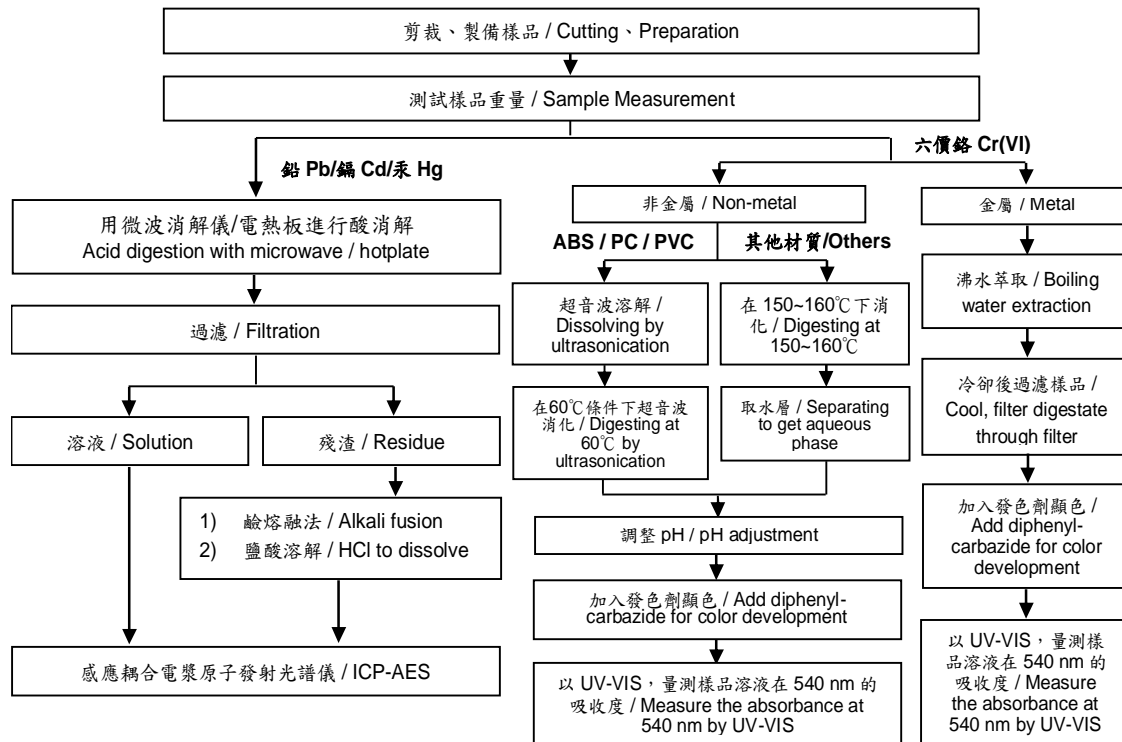 剪裁、製備樣品 / Cutting、Preparation
測試樣品重量 / Sample Measurement
六價鉻 Cr(VI)
鉛 Pb/鎘 Cd/汞 Hg
用微波消解儀/電熱板進行酸消解
Acid digestion with microwave / hotplate
過濾 / Filtration
溶液 / Solution
殘渣 / Residue
1) 鹼熔融法 / Alkali fusion
2) 鹽酸溶解 / HCl to dissolve
感應耦合電漿原子發射光譜儀 / ICP-AES
非金屬 / Non-metal
ABS / PC / PVC
其他材質/Others
超音波溶解 /
Dissolving by
ultrasonication
在 150~160℃下消
化 / Digesting at
150~160℃
在60℃條件下超音波
消化 / Digesting at
60℃ by
ultrasonication
取水層 / Separating
to get aqueous
phase
調整 pH / pH adjustment
加入發色劑顯色 / Add diphenyl-
carbazide for color development
以 UV-VIS，量測樣品溶液在 540 nm 的
吸收度 / Measure the absorbance at
540 nm by UV-VIS
金屬 / Metal
沸水萃取 / Boiling
water extraction
冷卻後過濾樣品 /
Cool, filter digestate
through filter
加入發色劑顯色 /
Add diphenyl-
carbazide for color
development
以 UV-VIS，量測樣
品溶液在 540 nm 的
吸收度 / Measure
the absorbance at
540 nm by UV-VIS